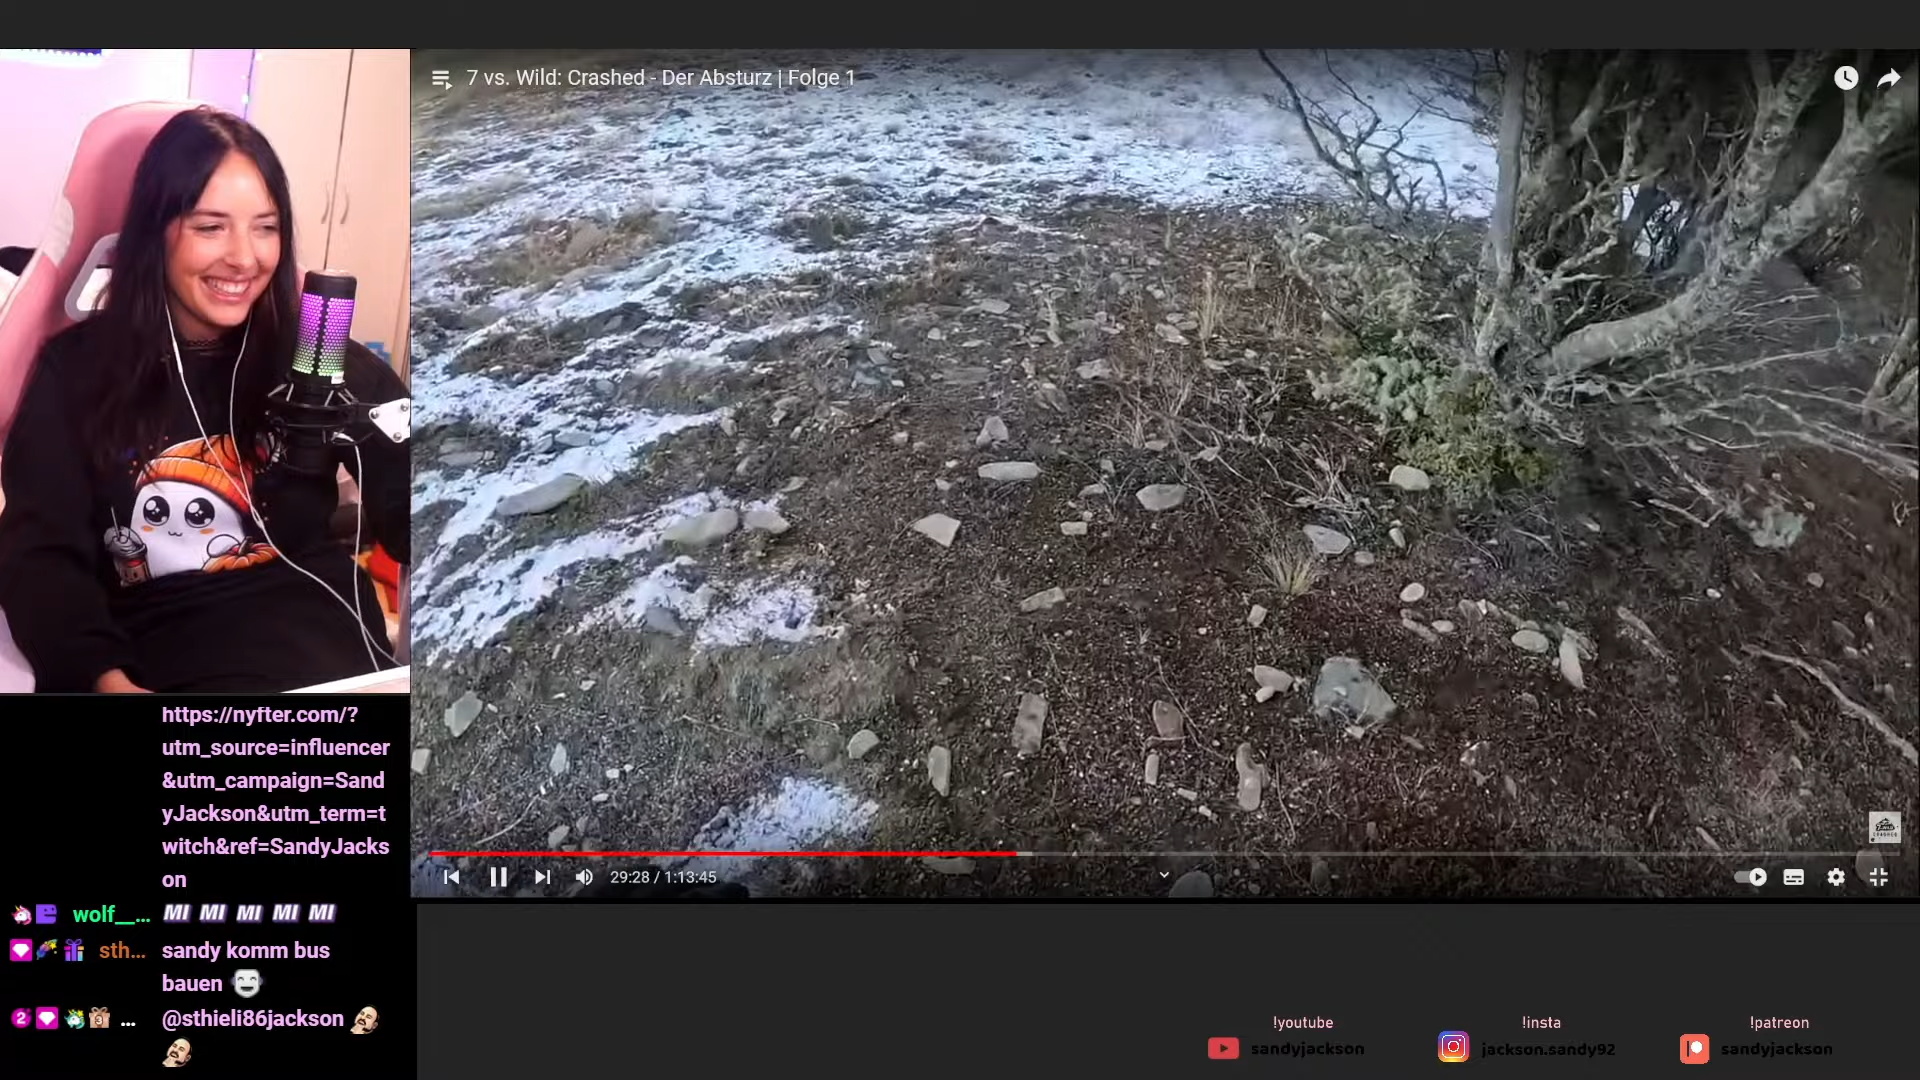 7 vs. Wild: Crashed - Der Absturz | Folge 1
29:28 / 1:13:45
https://nyfter.com/?
utm_source=influencer
&utm_campaign=Sand
yJackson&utm_term=t
witch&ref=SandyJacks
on
wolf__... MI MI MI MI MI
sth... sandy komm bus
bauen
2 ... @sthieli86jackson
!youtube
sandyjackson
!insta
jackson.sandy92
!patreon
sandyjackson